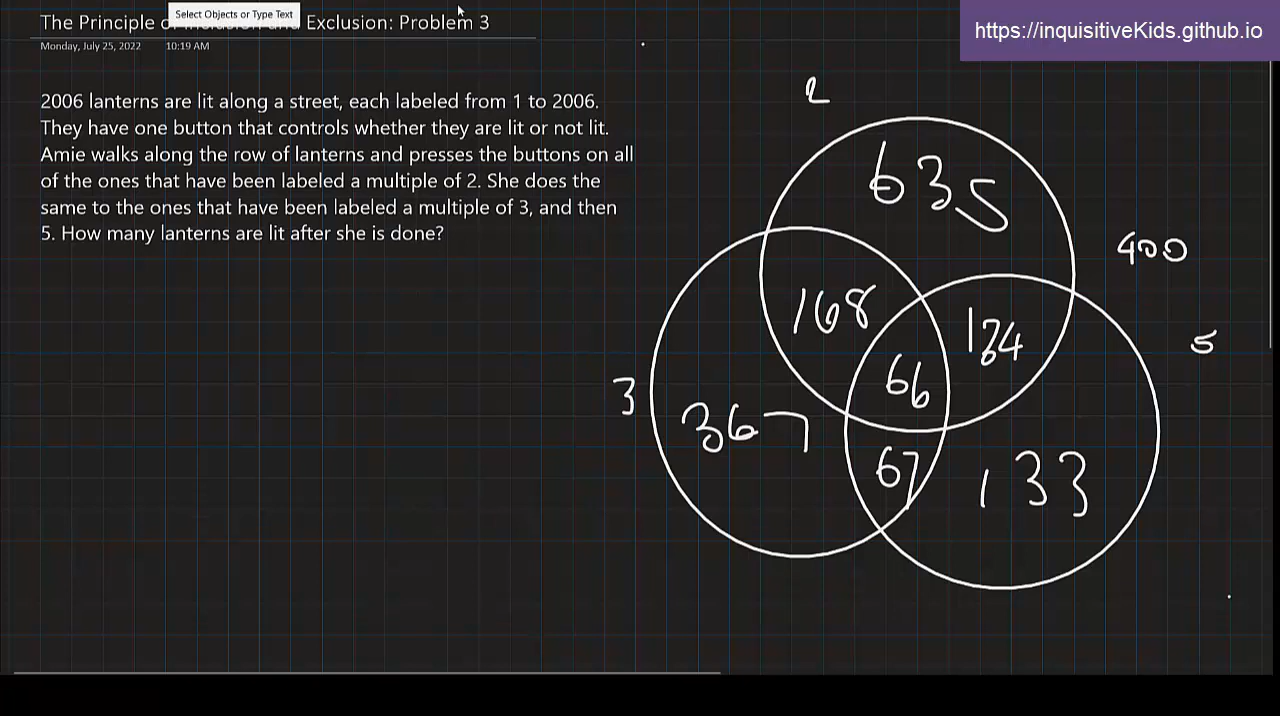 Select Objects or Type Text
The Principle of Inclusion and Exclusion: Problem 3
Monday, July 25, 2022 10:19 AM
https://inquisitiveKids.github.io
2006 lanterns are lit along a street, each labeled from 1 to 2006.
They have one button that controls whether they are lit or not lit.
Amie walks along the row of lanterns and presses the buttons on all
of the ones that have been labeled a multiple of 2. She does the
same to the ones that have been labeled a multiple of 3, and then
5. How many lanterns are lit after she is done?
2
635
400
168
134
5
66
3
367
67
133